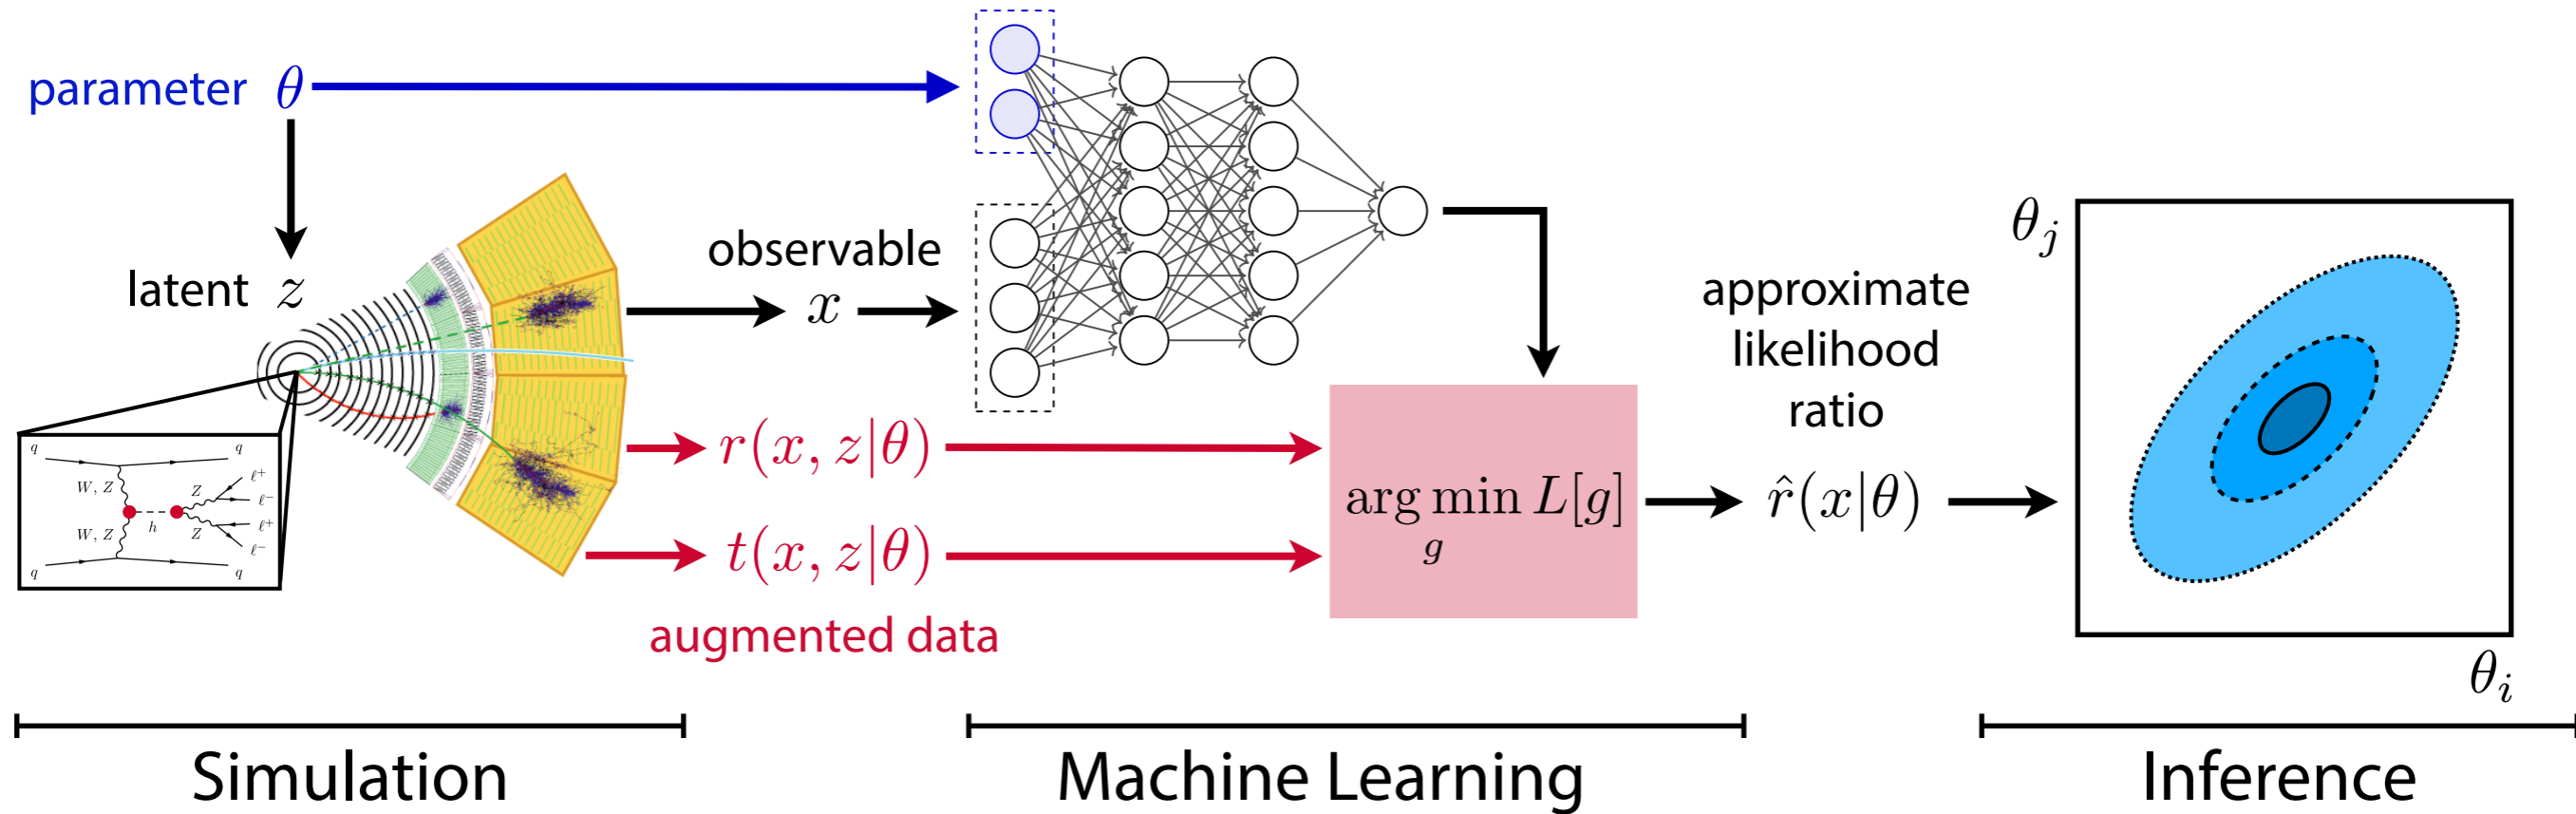 parameter θ
latent z
observable
x
q
q
W, Z
Z
ℓ+
ℓ−
h
W, Z
Z
ℓ+
ℓ−
q
q
r(x, z|θ)
t(x, z|θ)
augmented data
arg min L[g]
g
approximate
likelihood
ratio
r̂(x|θ)
θj
θi
Simulation
Machine Learning
Inference